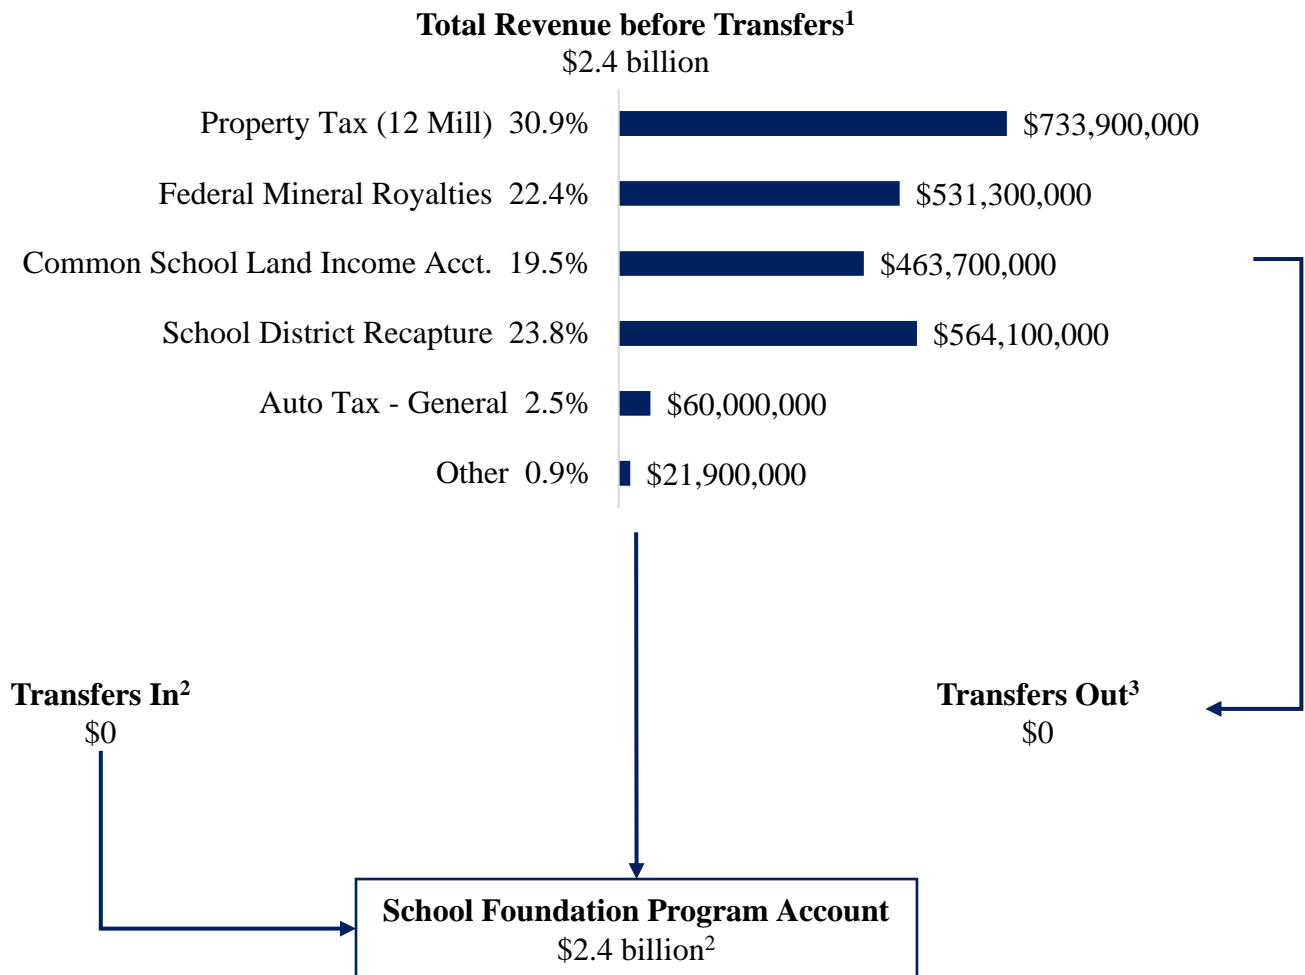 Total Revenue before Transfers¹
$2.4 billion
Property Tax (12 Mill) 30.9% $733,900,000
Federal Mineral Royalties 22.4% $531,300,000
Common School Land Income Acct. 19.5% $463,700,000
School District Recapture 23.8% $564,100,000
Auto Tax - General 2.5% $60,000,000
Other 0.9% $21,900,000
Transfers In²
$0
Transfers Out³
$0
School Foundation Program Account
$2.4 billion²